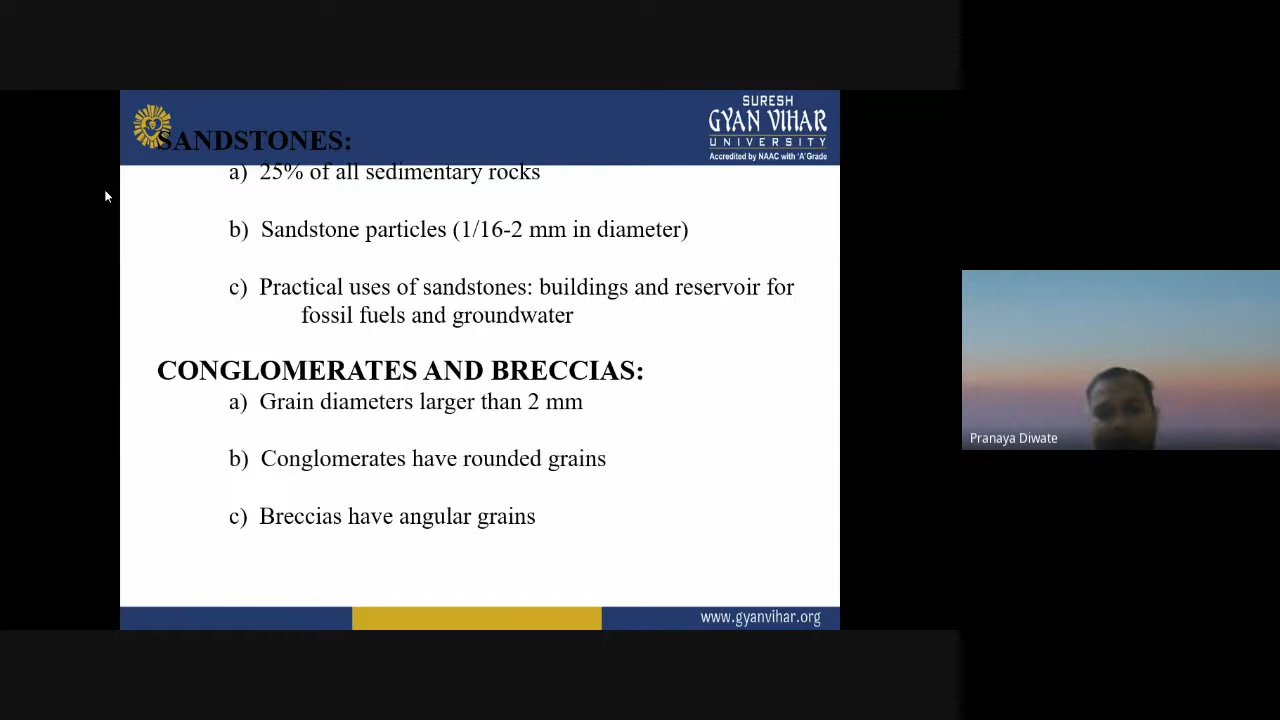 SURESH
GYAN VIHAR
UNIVERSITY
Accredited by NAAC with 'A' Grade
SANDSTONES:
a) 25% of all sedimentary rocks
b) Sandstone particles (1/16-2 mm in diameter)
c) Practical uses of sandstones: buildings and reservoir for
fossil fuels and groundwater
CONGLOMERATES AND BRECCIAS:
a) Grain diameters larger than 2 mm
b) Conglomerates have rounded grains
c) Breccias have angular grains
www.gyanvihar.org
Pranaya Diwate